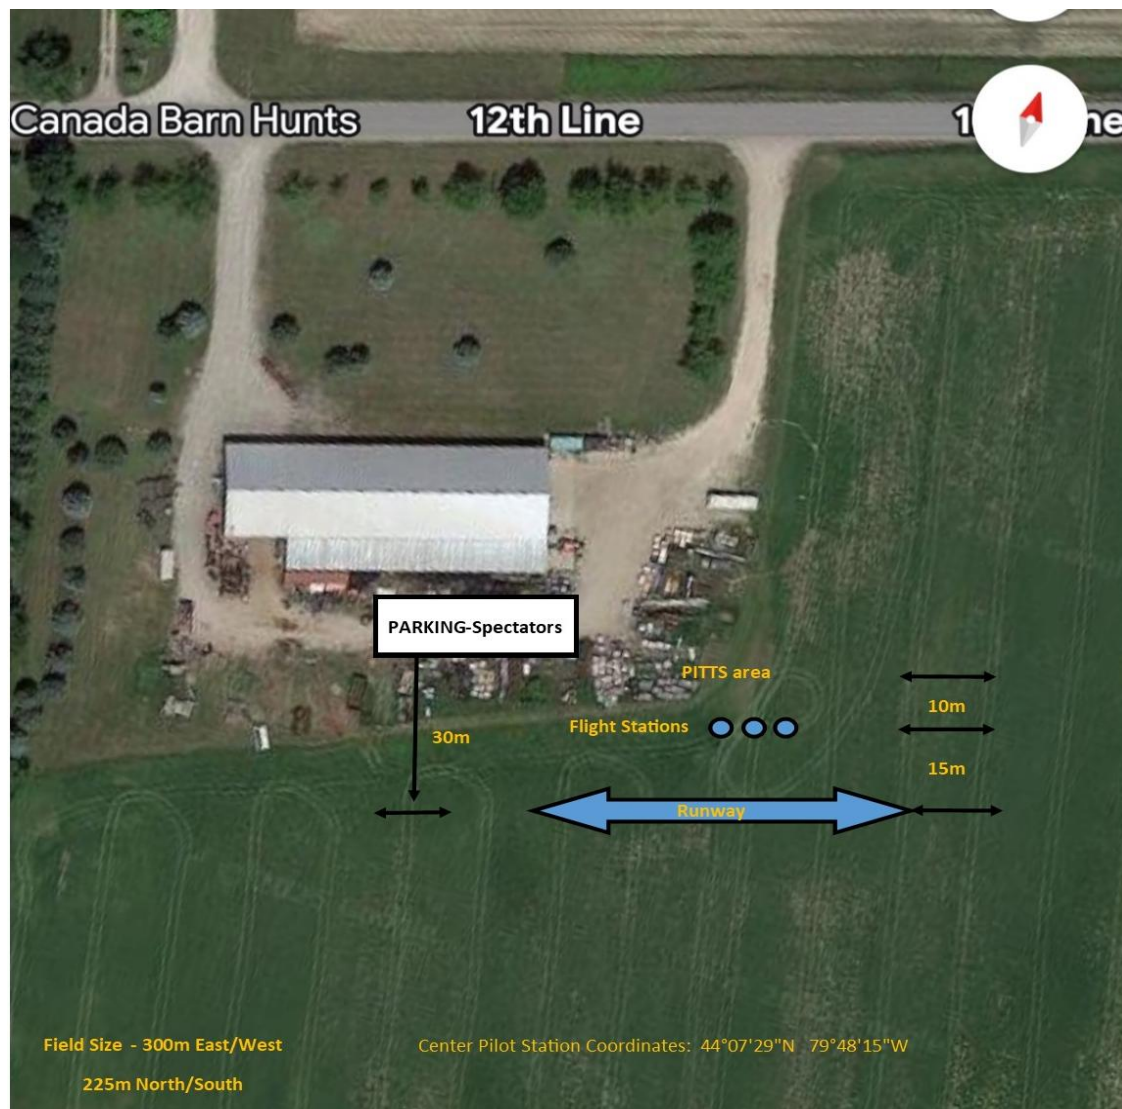 Canada Barn Hunts
12th Line
PARKING-Spectators
PITTS area
10m
Flight Stations
30m
15m
Runway
Field Size - 300m East/West
225m North/South
Center Pilot Station Coordinates: 44°07'29"N 79°48'15"W